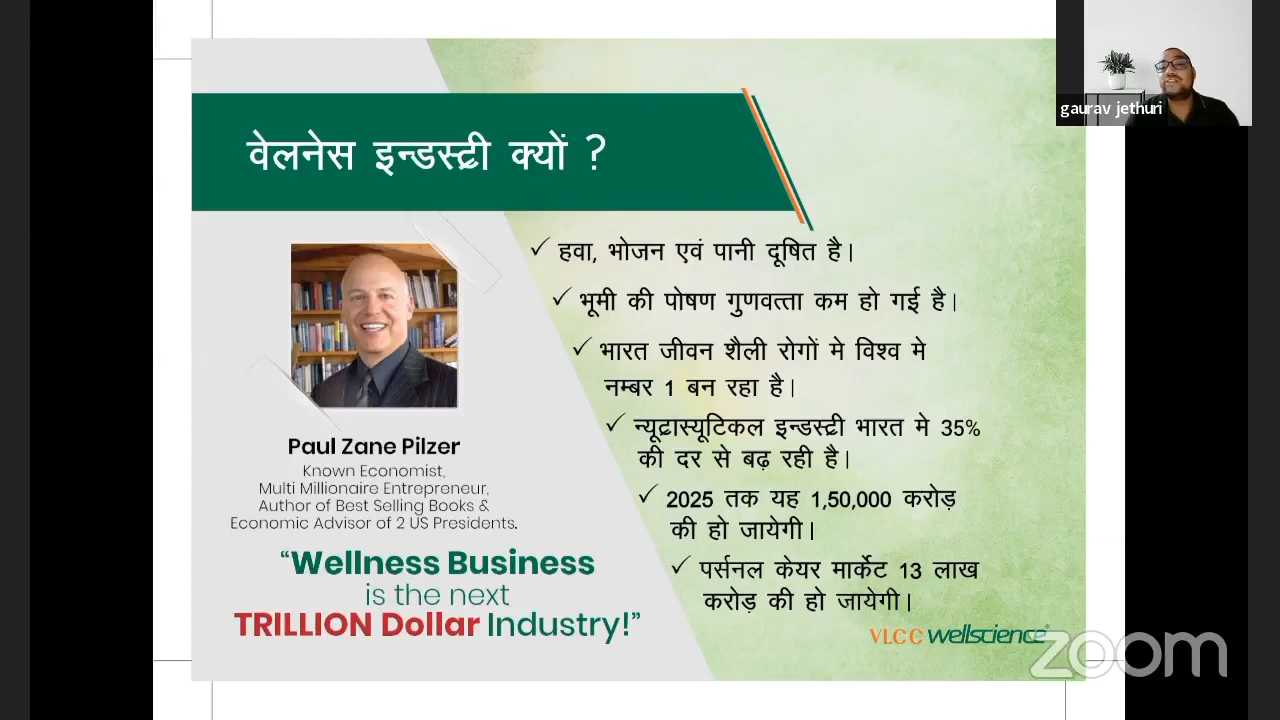 gaurav jethuri
वेलनेस इन्डस्ट्री क्यों ?
Paul Zane Pilzer
Known Economist,
Multi Millionaire Entrepreneur,
Author of Best Selling Books &
Economic Advisor of 2 US Presidents.
“Wellness Business
is the next
TRILLION Dollar Industry!”
✓ हवा, भोजन एवं पानी दूषित है।
✓ भूमी की पोषण गुणवत्ता कम हो गई है।
✓ भारत जीवन शैली रोगों मे विश्व मे
नम्बर 1 बन रहा है।
✓ न्यूट्रास्यूटिकल इन्डस्ट्री भारत मे 35%
की दर से बढ़ रही है।
✓ 2025 तक यह 1,50,000 करोड़
की हो जायेगी।
✓ पर्सनल केयर मार्केट 13 लाख
करोड़ की हो जायेगी।
VLCC wellscience
zoom